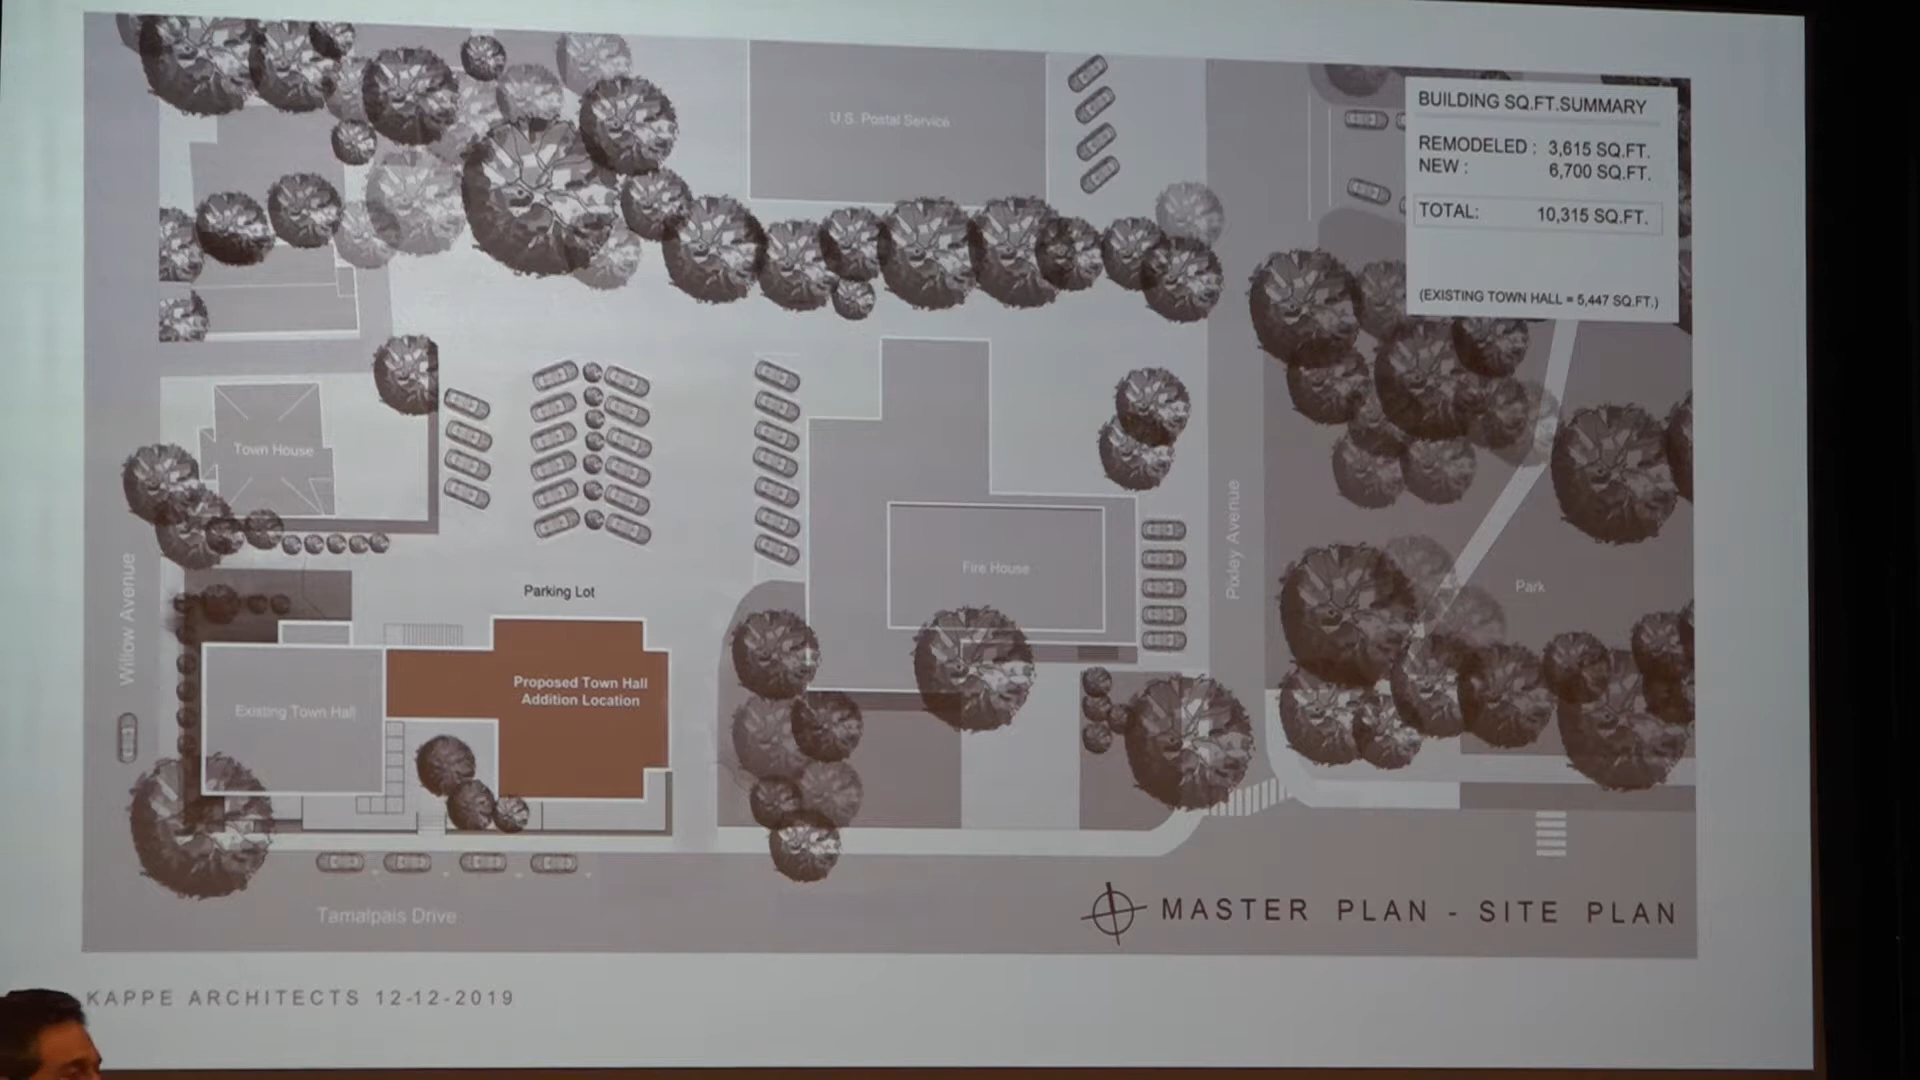 U.S. Postal Service
BUILDING SQ.FT.SUMMARY
REMODELED : 3,615 SQ.FT.
NEW : 6,700 SQ.FT.
TOTAL: 10,315 SQ.FT.
(EXISTING TOWN HALL = 5,447 SQ.FT.)
Town House
Willow Avenue
Parking Lot
Fire House
Pixley Avenue
Park
Existing Town Hall
Proposed Town Hall
Addition Location
Tamalpais Drive
MASTER PLAN - SITE PLAN
KAPPE ARCHITECTS 12-12-2019